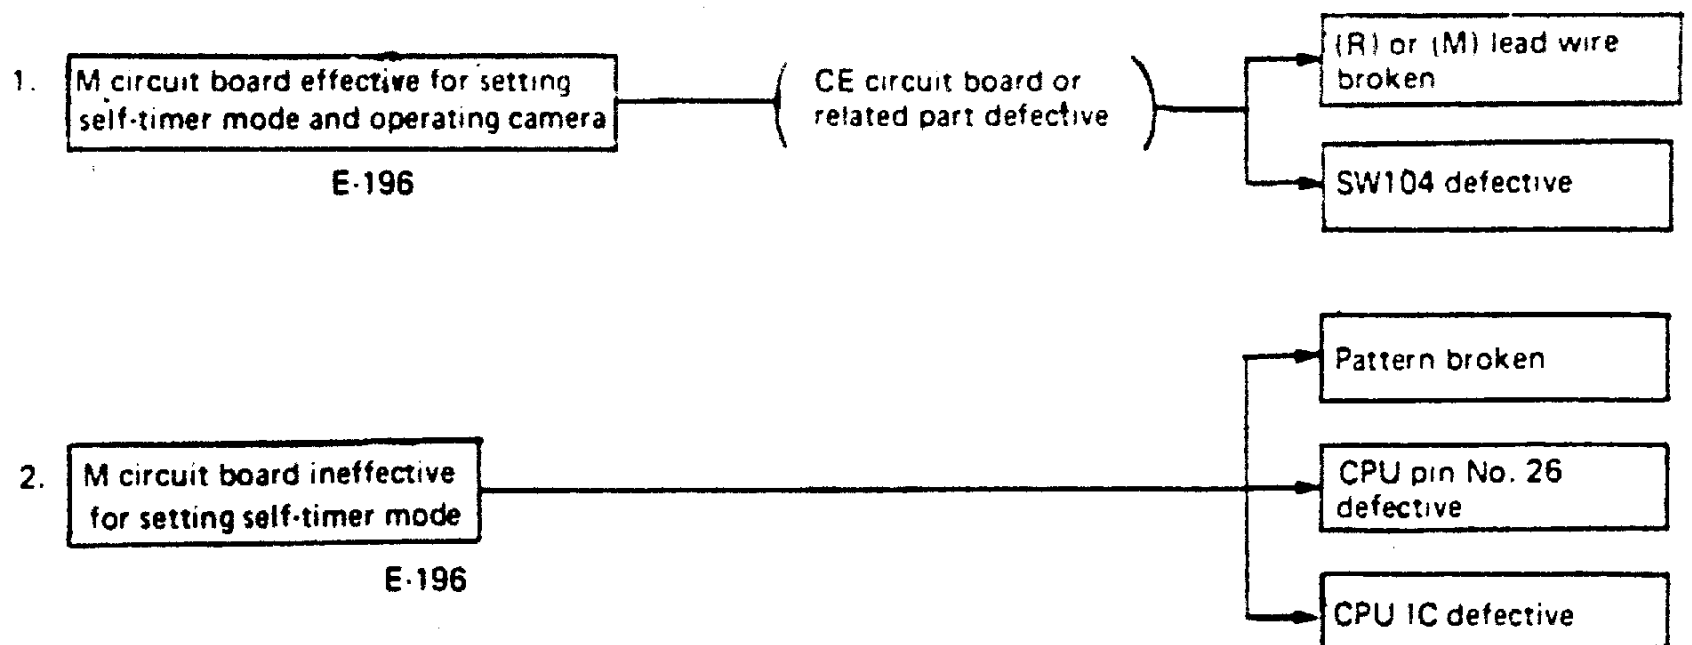 1. M circuit board effective for setting
self-timer mode and operating camera
E-196
CE circuit board or
related part defective
(R) or (M) lead wire
broken
SW104 defective
2. M circuit board ineffective
for setting self-timer mode
E-196
Pattern broken
CPU pin No. 26
defective
CPU IC defective